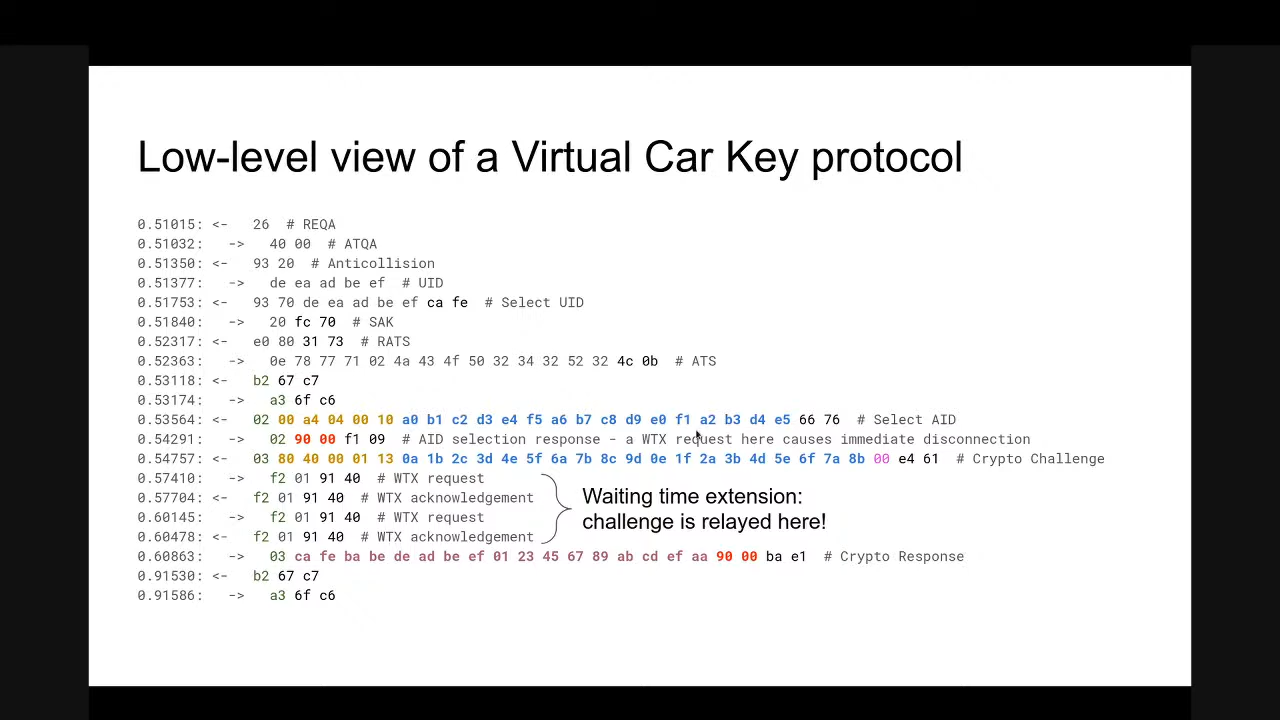 Low-level view of a Virtual Car Key protocol
0.51015: <- 26 # REQA
0.51032: -> 40 00 # ATQA
0.51350: <- 93 20 # Anticollision
0.51377: -> de ea ad be ef # UID
0.51753: <- 93 70 de ea ad be ef ca fe # Select UID
0.51840: -> 20 fc 70 # SAK
0.52317: <- e0 80 31 73 # RATS
0.52363: -> 0e 78 77 71 02 4a 43 4f 50 32 34 32 52 32 4c 0b # ATS
0.53118: <- b2 67 c7
0.53174: -> a3 6f c6
0.53564: <- 02 00 a4 04 00 10 a0 b1 c2 d3 e4 f5 a6 b7 c8 d9 e0 f1 a2 b3 d4 e5 66 76 # Select AID
0.54291: -> 02 90 00 f1 09 # AID selection response - a WTX request here causes immediate disconnection
0.54757: <- 03 80 40 00 01 13 0a 1b 2c 3d 4e 5f 6a 7b 8c 9d 0e 1f 2a 3b 4d 5e 6f 7a 8b 00 e4 61 # Crypto Challenge
0.57410: -> f2 01 91 40 # WTX request
0.57704: <- f2 01 91 40 # WTX acknowledgement
0.60145: -> f2 01 91 40 # WTX request
0.60478: <- f2 01 91 40 # WTX acknowledgement
Waiting time extension:
challenge is relayed here!
0.60863: -> 03 ca fe ba be de ad be ef 01 23 45 67 89 ab cd ef aa 90 00 ba e1 # Crypto Response
0.91530: <- b2 67 c7
0.91586: -> a3 6f c6